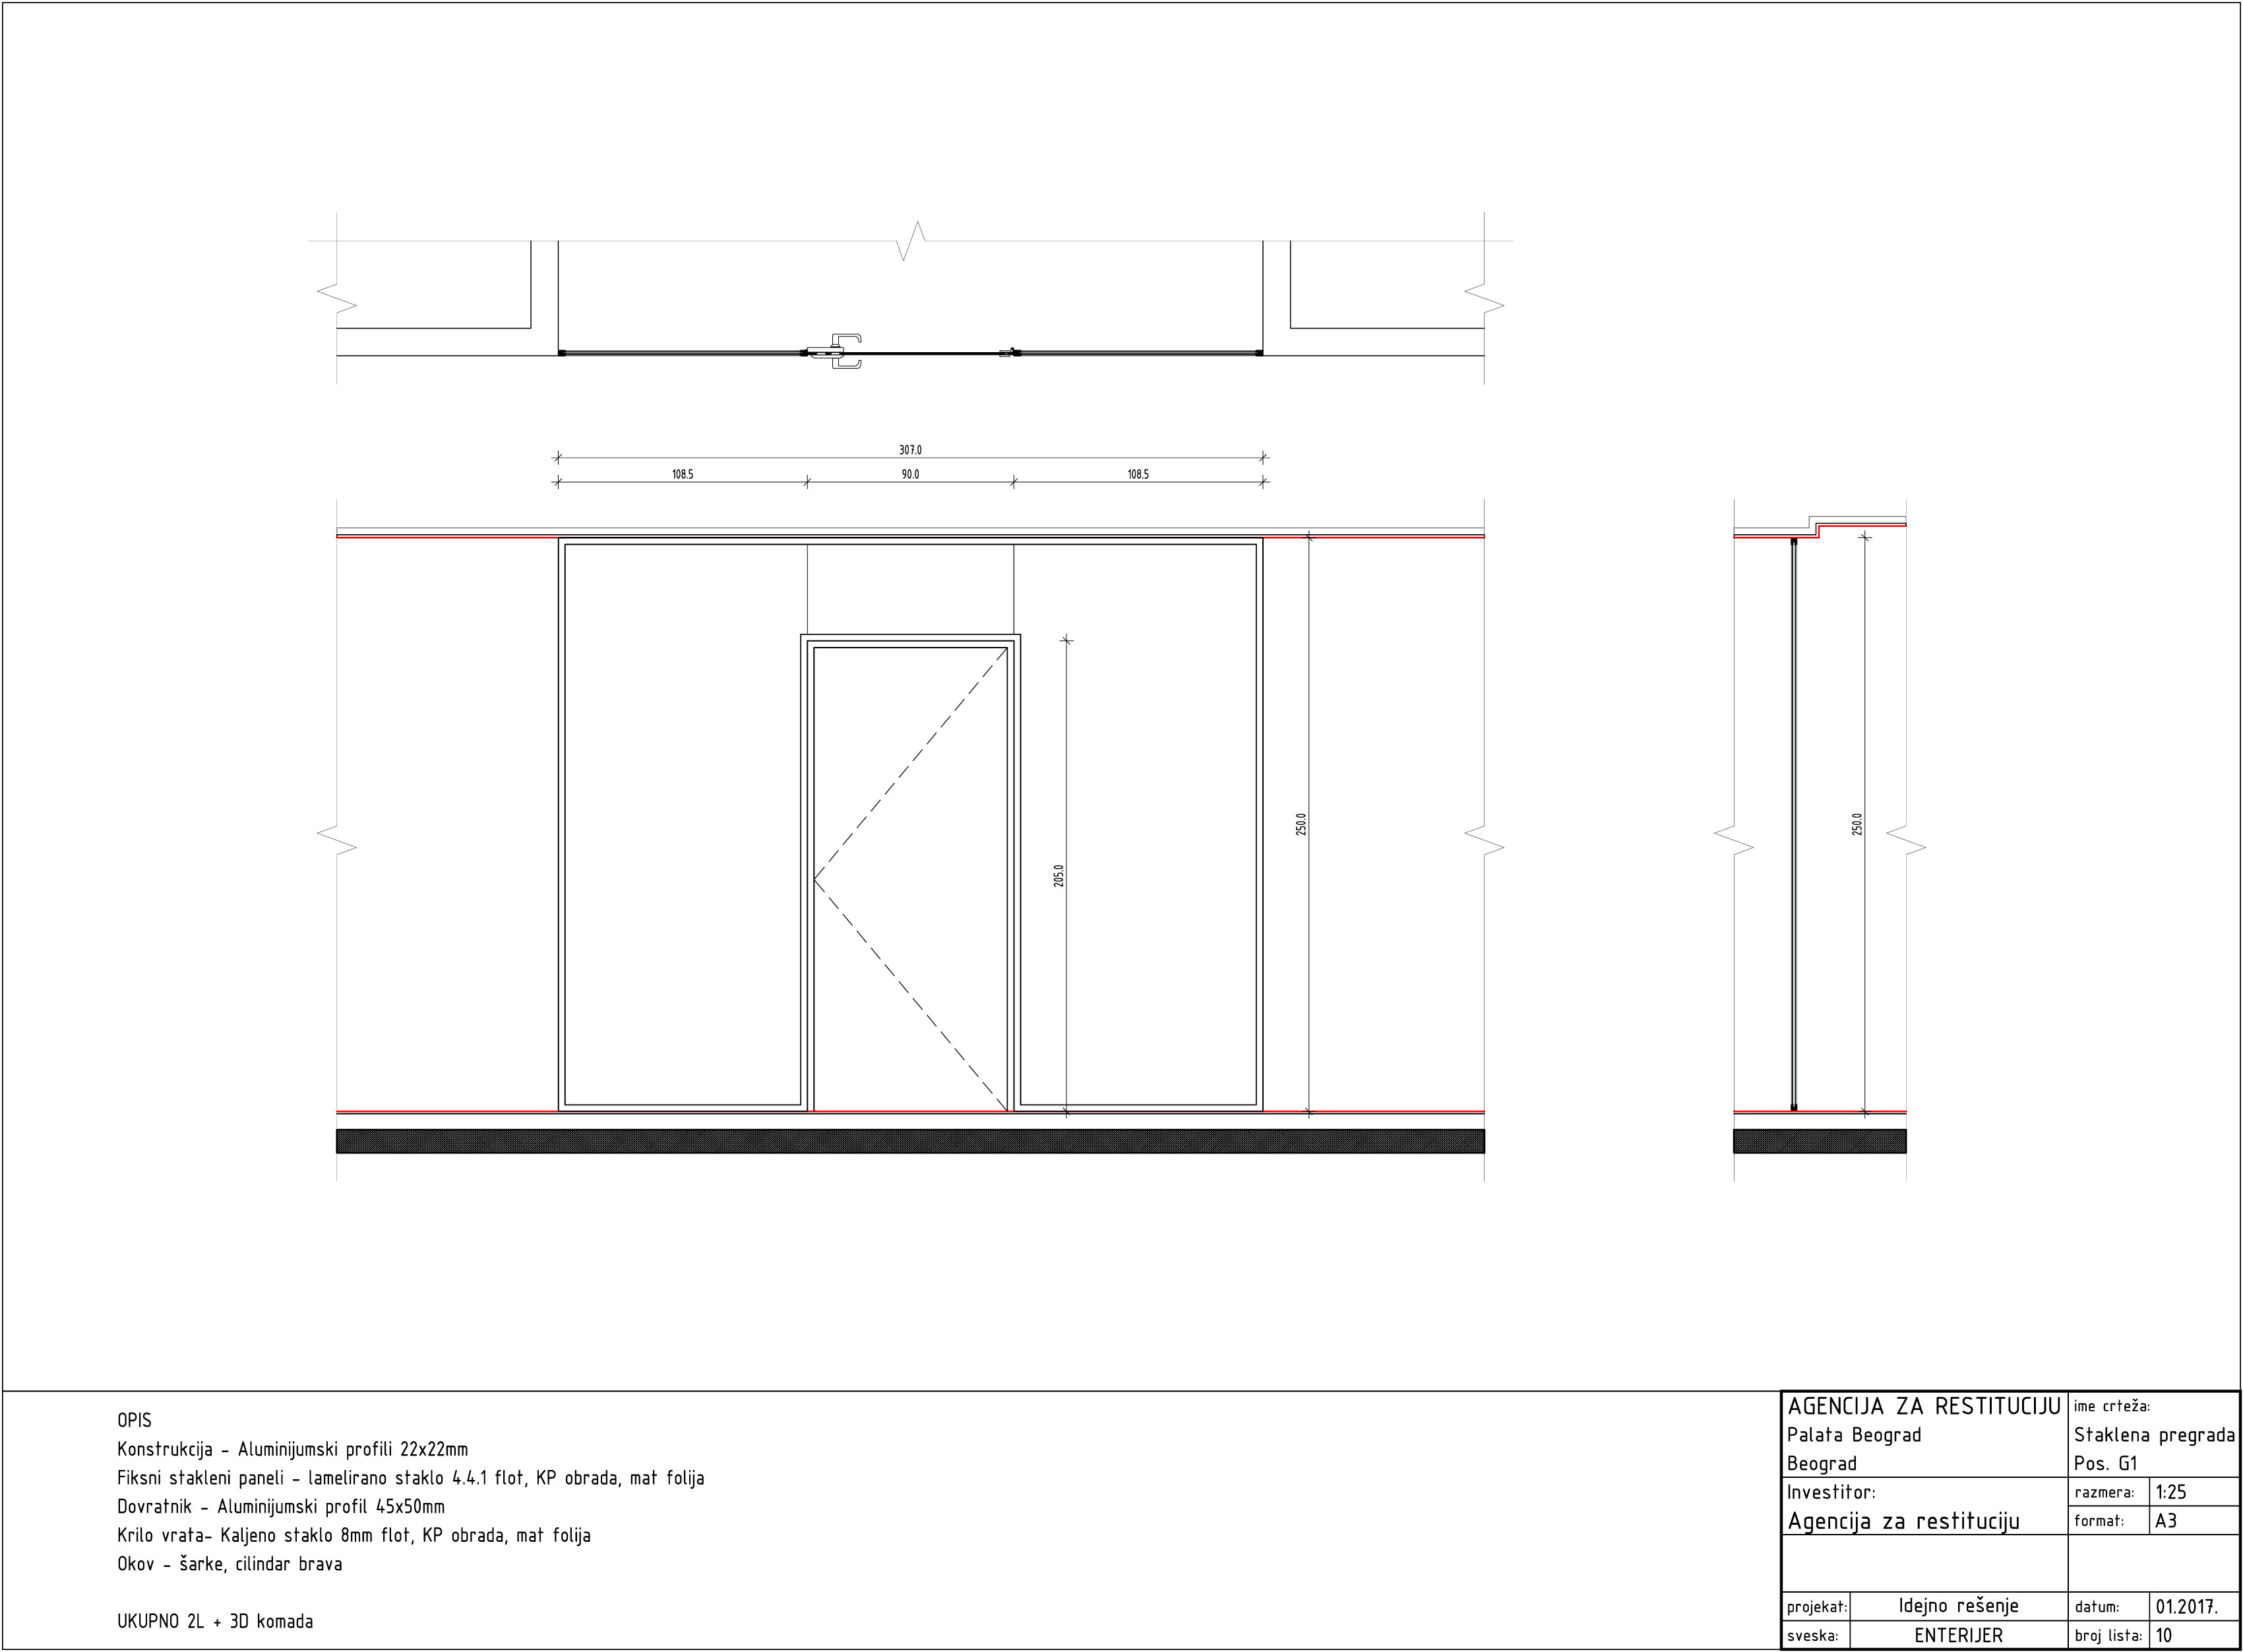 307.0
108.5
90.0
108.5
250.0
205.0
250.0
OPIS
Konstrukcija - Aluminijumski profili 22x22mm
Fiksni stakleni paneli - lamelirano staklo 4.4.1 flot, KP obrada, mat folija
Dovratnik - Aluminijumski profil 45x50mm
Krilo vrata- Kaljeno staklo 8mm flot, KP obrada, mat folija
Okov - šarke, cilindar brava
UKUPNO 2L + 3D komada
AGENCIJA ZA RESTITUCIJU
Palata Beograd
Beograd
ime crteža:
Staklena pregrada
Pos. G1
Investitor:
Agencija za restituciju
razmera: 1:25
format: A3
projekat: Idejno rešenje
datum: 01.2017.
sveska: ENTERIJER
broj lista: 10